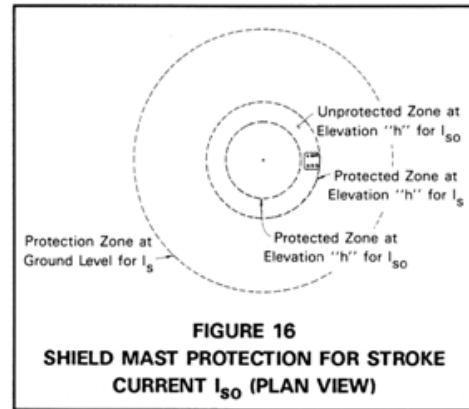 Unprotected Zone at
Elevation "h" for Iso
Protected Zone at
Elevation "h" for Is
Protection Zone at
Ground Level for Is
Protected Zone at
Elevation "h" for Iso
FIGURE 16
SHIELD MAST PROTECTION FOR STROKE
CURRENT Iso (PLAN VIEW)